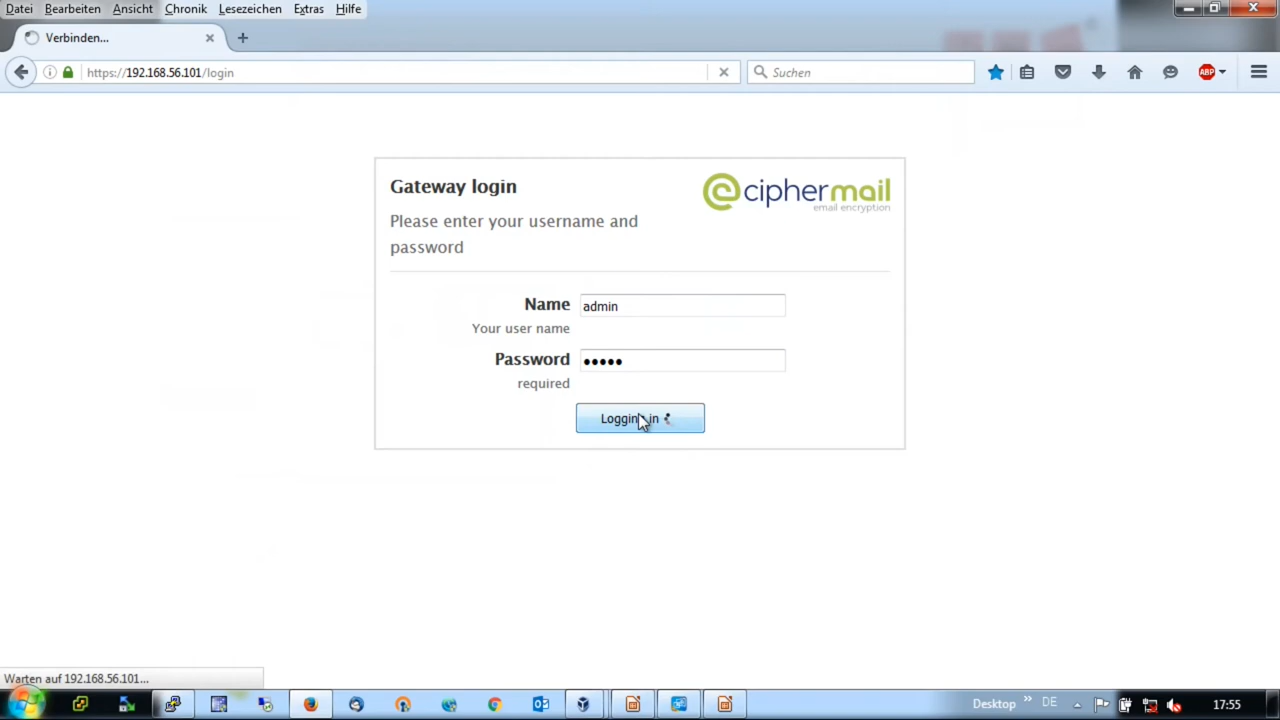 Datei Bearbeiten Ansicht Chronik Lesezeichen Extras Hilfe
Verbinden...
https://192.168.56.101/login
Suchen
ABP
Gateway login
ciphermail
email encryption
Please enter your username and
password
Name
admin
Your user name
Password
•••••
required
Logging in
Warten auf 192.168.56.101...
Desktop
DE
17:55